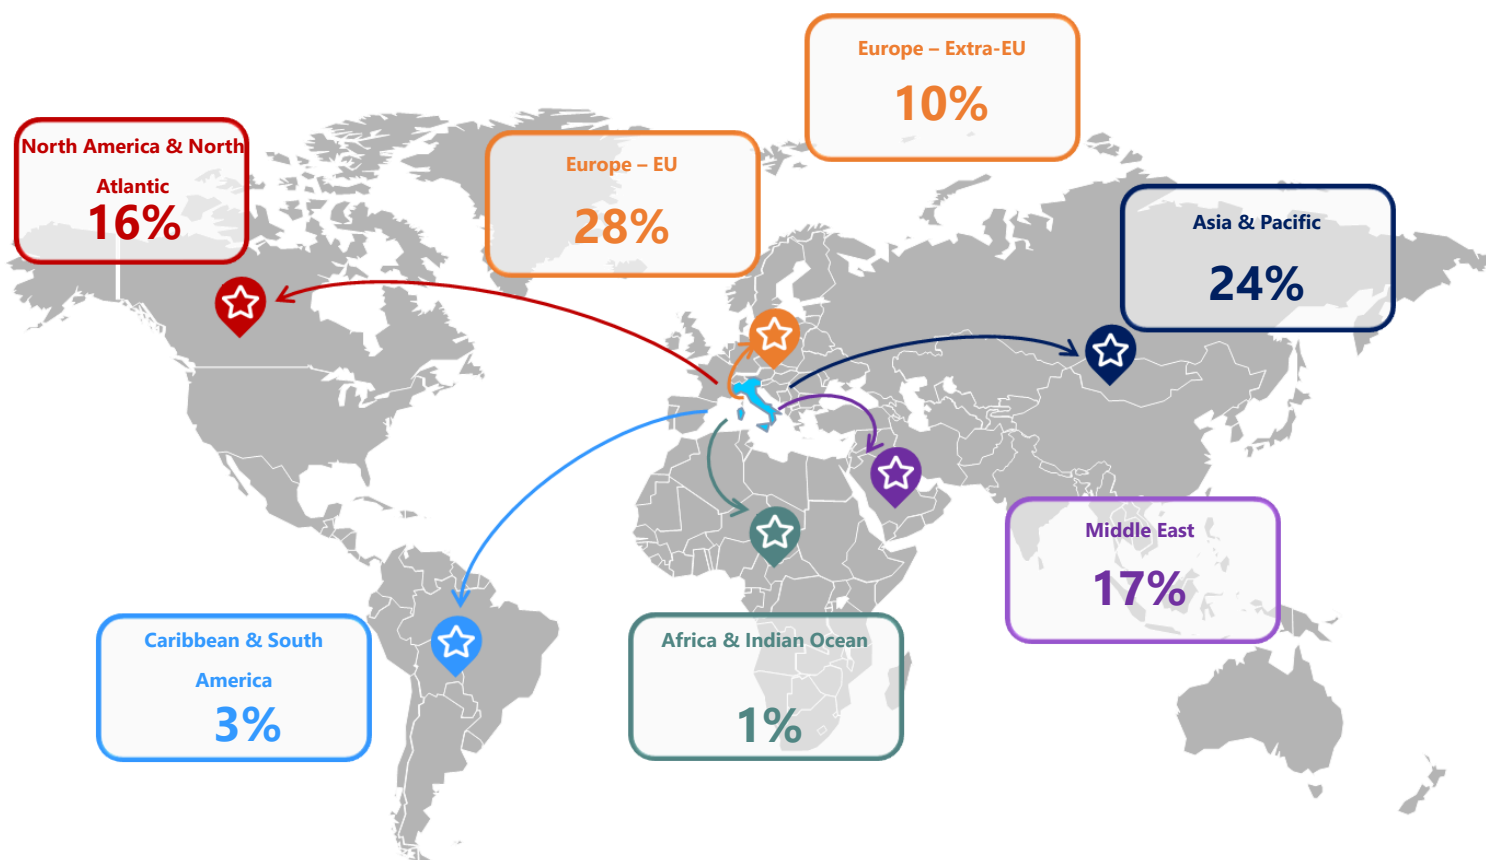 Europe – Extra-EU
10%
North America & North
Atlantic
16%
Europe – EU
28%
Asia & Pacific
24%
Middle East
17%
Caribbean & South
America
3%
Africa & Indian Ocean
1%